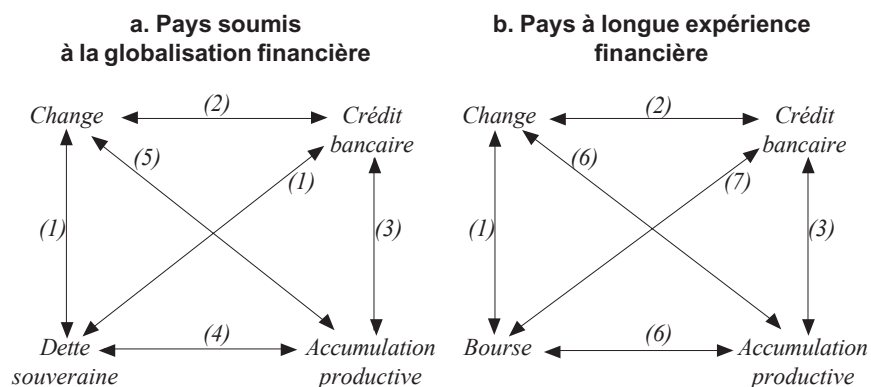 a. Pays soumis
à la globalisation financière
Change
(2)
Crédit
bancaire
(5)
(1)
(1)
(3)
Dette
souveraine
(4)
Accumulation
productive
b. Pays à longue expérience
financière
Change
(2)
Crédit
bancaire
(6)
(7)
(1)
(3)
Bourse
(6)
Accumulation
productive